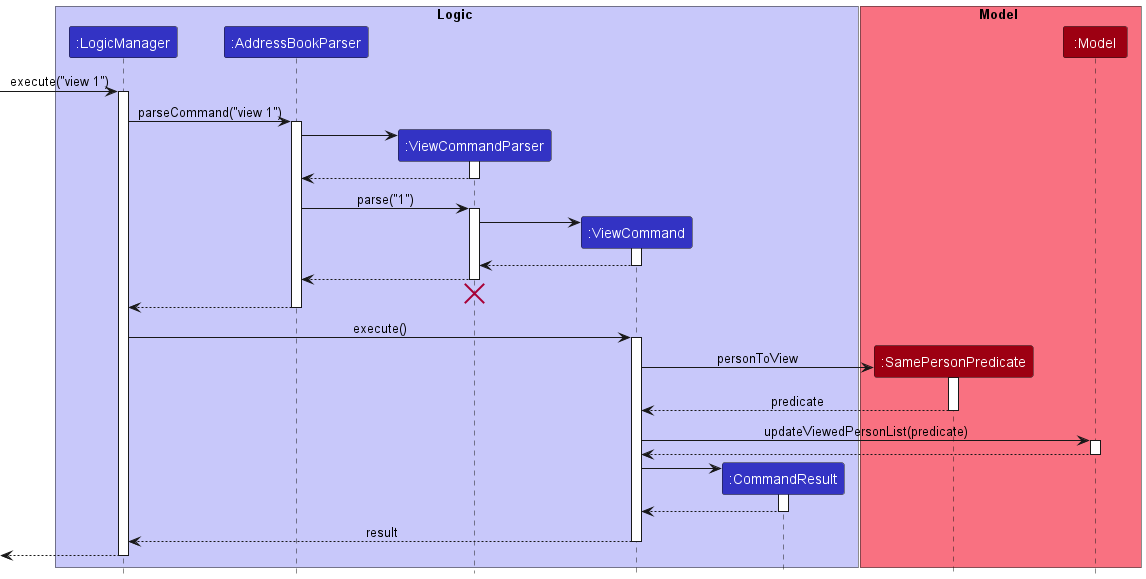 Logic
Model
:LogicManager
:AddressBookParser
:Model
execute("view 1")
parseCommand("view 1")
:ViewCommandParser
parse("1")
:ViewCommand
execute()
personToView
:SamePersonPredicate
predicate
updateViewedPersonList(predicate)
:CommandResult
result